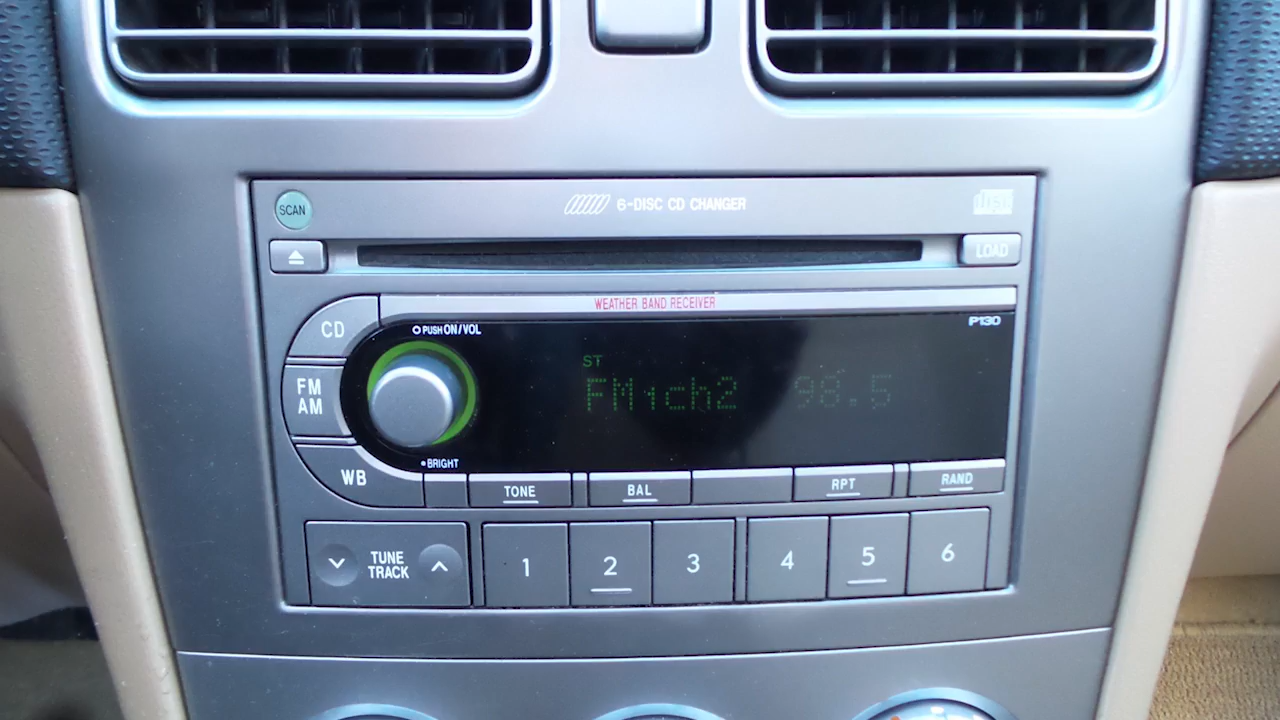 SCAN
6-DISC CD CHANGER
LOAD
WEATHER BAND RECEIVER
CD
PUSH ON/VOL
P130
ST
FM1ch2 98.5
FM
AM
WB
BRIGHT
TONE
BAL
RPT
RAND
TUNE
TRACK
1
2
3
4
5
6